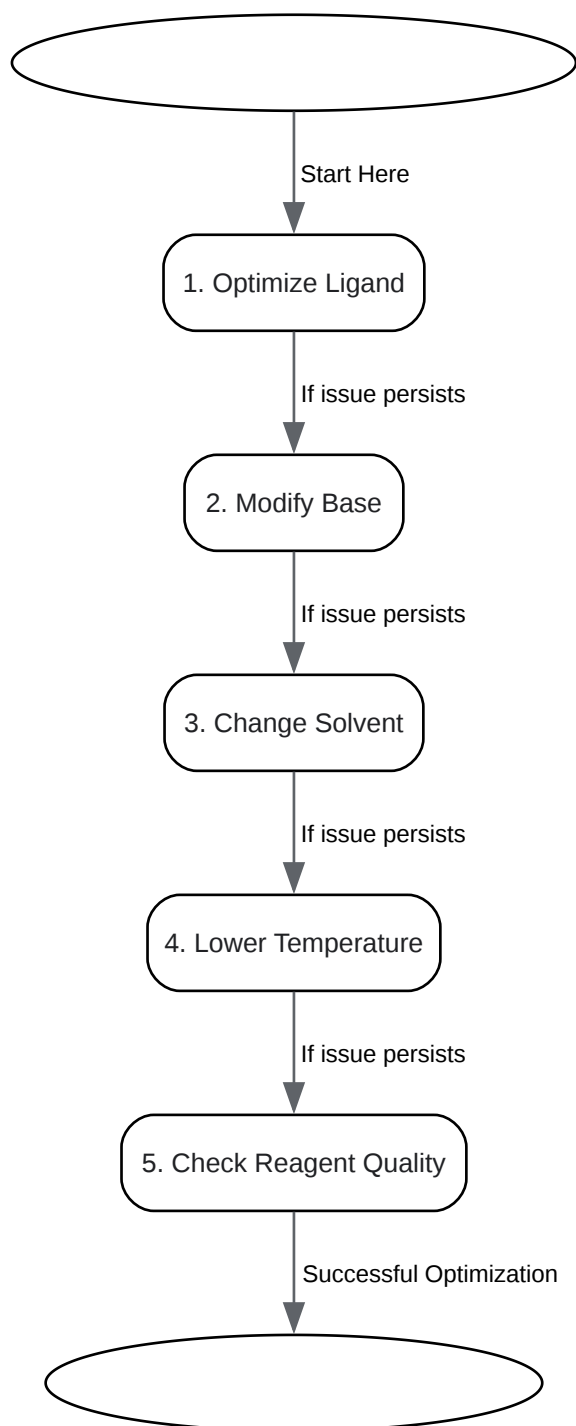 Start Here
1. Optimize Ligand
If issue persists
2. Modify Base
If issue persists
3. Change Solvent
If issue persists
4. Lower Temperature
If issue persists
5. Check Reagent Quality
Successful Optimization